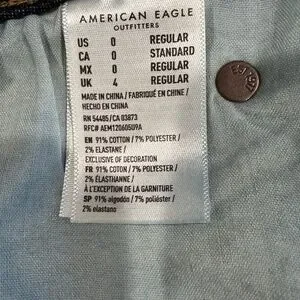 AMERICAN EAGLE
OUTFITTERS
US 0 REGULAR
CA 0 STANDARD
MX 0 REGULAR
UK 4 REGULAR
MADE IN CHINA / FABRIQUÉ EN CHINE /
HECHO EN CHINA
RN 54485/CA 03873
RFC# AEM12060509A
EN 91% COTTON / 7% POLYESTER /
2% ELASTANE /
EXCLUSIVE OF DECORATION
FR 91% COTON / 7% POLYESTER /
2% ÉLASTHANNE /
À L'EXCEPTION DE LA GARNITURE
SP 91% algodón / 7% poliéster /
2% elastano